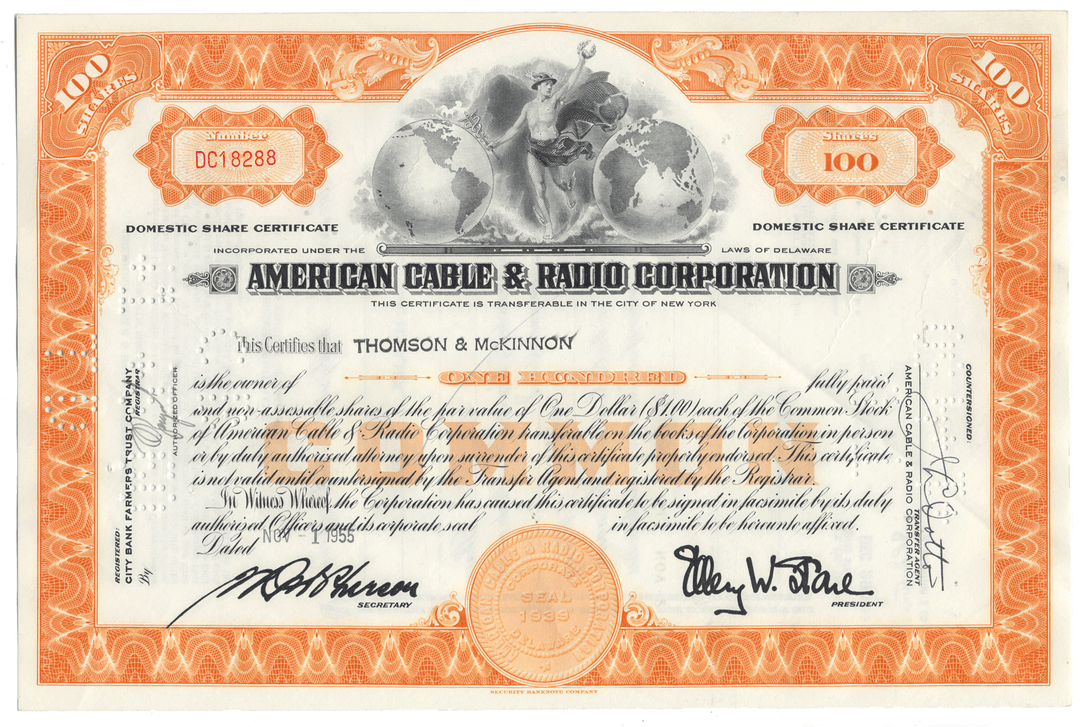 100 SHARES
100 SHARES
Number
DC18288
Shares
100
DOMESTIC SHARE CERTIFICATE
DOMESTIC SHARE CERTIFICATE
INCORPORATED UNDER THE LAWS OF DELAWARE
AMERICAN CABLE & RADIO CORPORATION
THIS CERTIFICATE IS TRANSFERABLE IN THE CITY OF NEW YORK
This Certifies that THOMSON & McKINNON
is the owner of ONE HUNDRED fully paid
and non-assessable shares of the par value of One Dollar ($1.00) each of the Common Stock
of American Cable & Radio Corporation transferable on the books of the Corporation in person
or by duly authorized attorney upon surrender of this certificate properly endorsed. This certificate
is not valid until countersigned by the Transfer Agent and registered by the Registrar.
In Witness Whereof, the Corporation has caused this certificate to be signed in facsimile by its duly
authorized Officers and its corporate seal in facsimile to be hereunto affixed.
Dated NOV - 1 1955
COMMON
REGISTERED:
CITY BANK FARMERS TRUST COMPANY
REGISTRAR
By
AUTHORIZED OFFICER
COUNTERSIGNED:
AMERICAN CABLE & RADIO CORPORATION
TRANSFER AGENT
SECRETARY
Ellery W. Stone
PRESIDENT
AMERICAN CABLE & RADIO CORPORATION
CORPORATE
SEAL
1939
DELAWARE
SECURITY BANKNOTE COMPANY